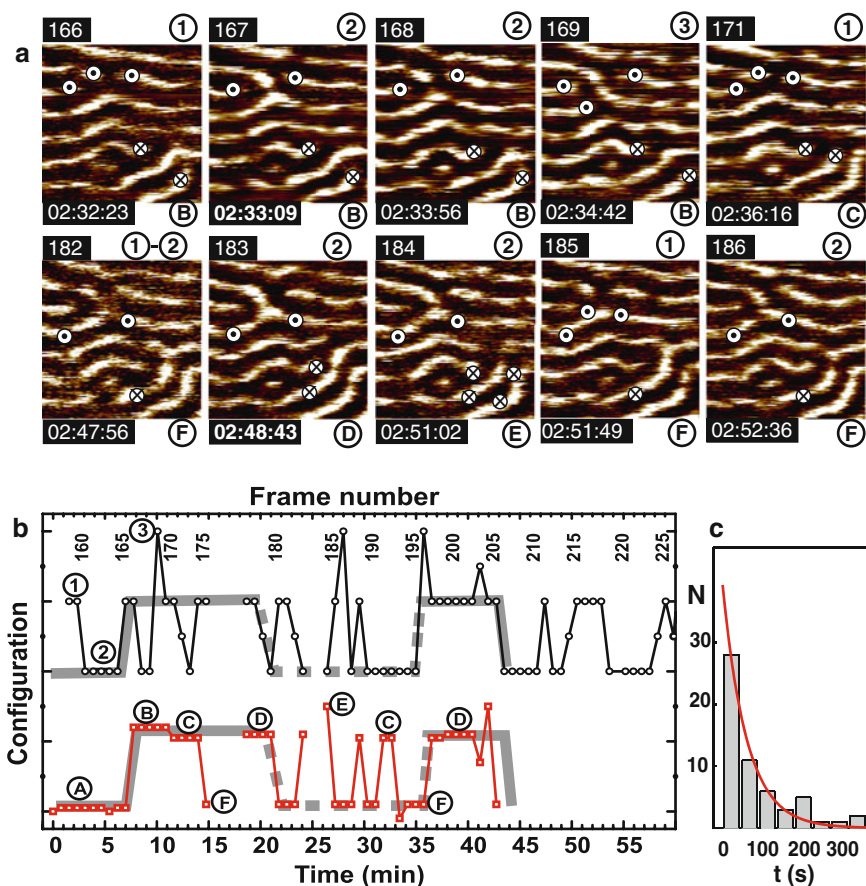 a
166 ① 167 ② 168 ② 169 ③ 171 ①
02:32:23 Ⓑ 02:33:09 Ⓑ 02:33:56 Ⓑ 02:34:42 Ⓑ 02:36:16 Ⓒ
182 ①-② 183 ② 184 ② 185 ① 186 ②
02:47:56 Ⓕ 02:48:43 Ⓓ 02:51:02 Ⓔ 02:51:49 Ⓕ 02:52:36 Ⓕ
Frame number
b
③
160 165 170 175 180 185 190 195 200 205 210 215 220 225
①
②
Configuration
Ⓔ
Ⓑ Ⓒ Ⓓ Ⓒ Ⓓ
Ⓐ Ⓕ Ⓕ
0 5 10 15 20 25 30 35 40 45 50 55
Time (min)
c
N
30
20
10
0 100 200 300
t (s)